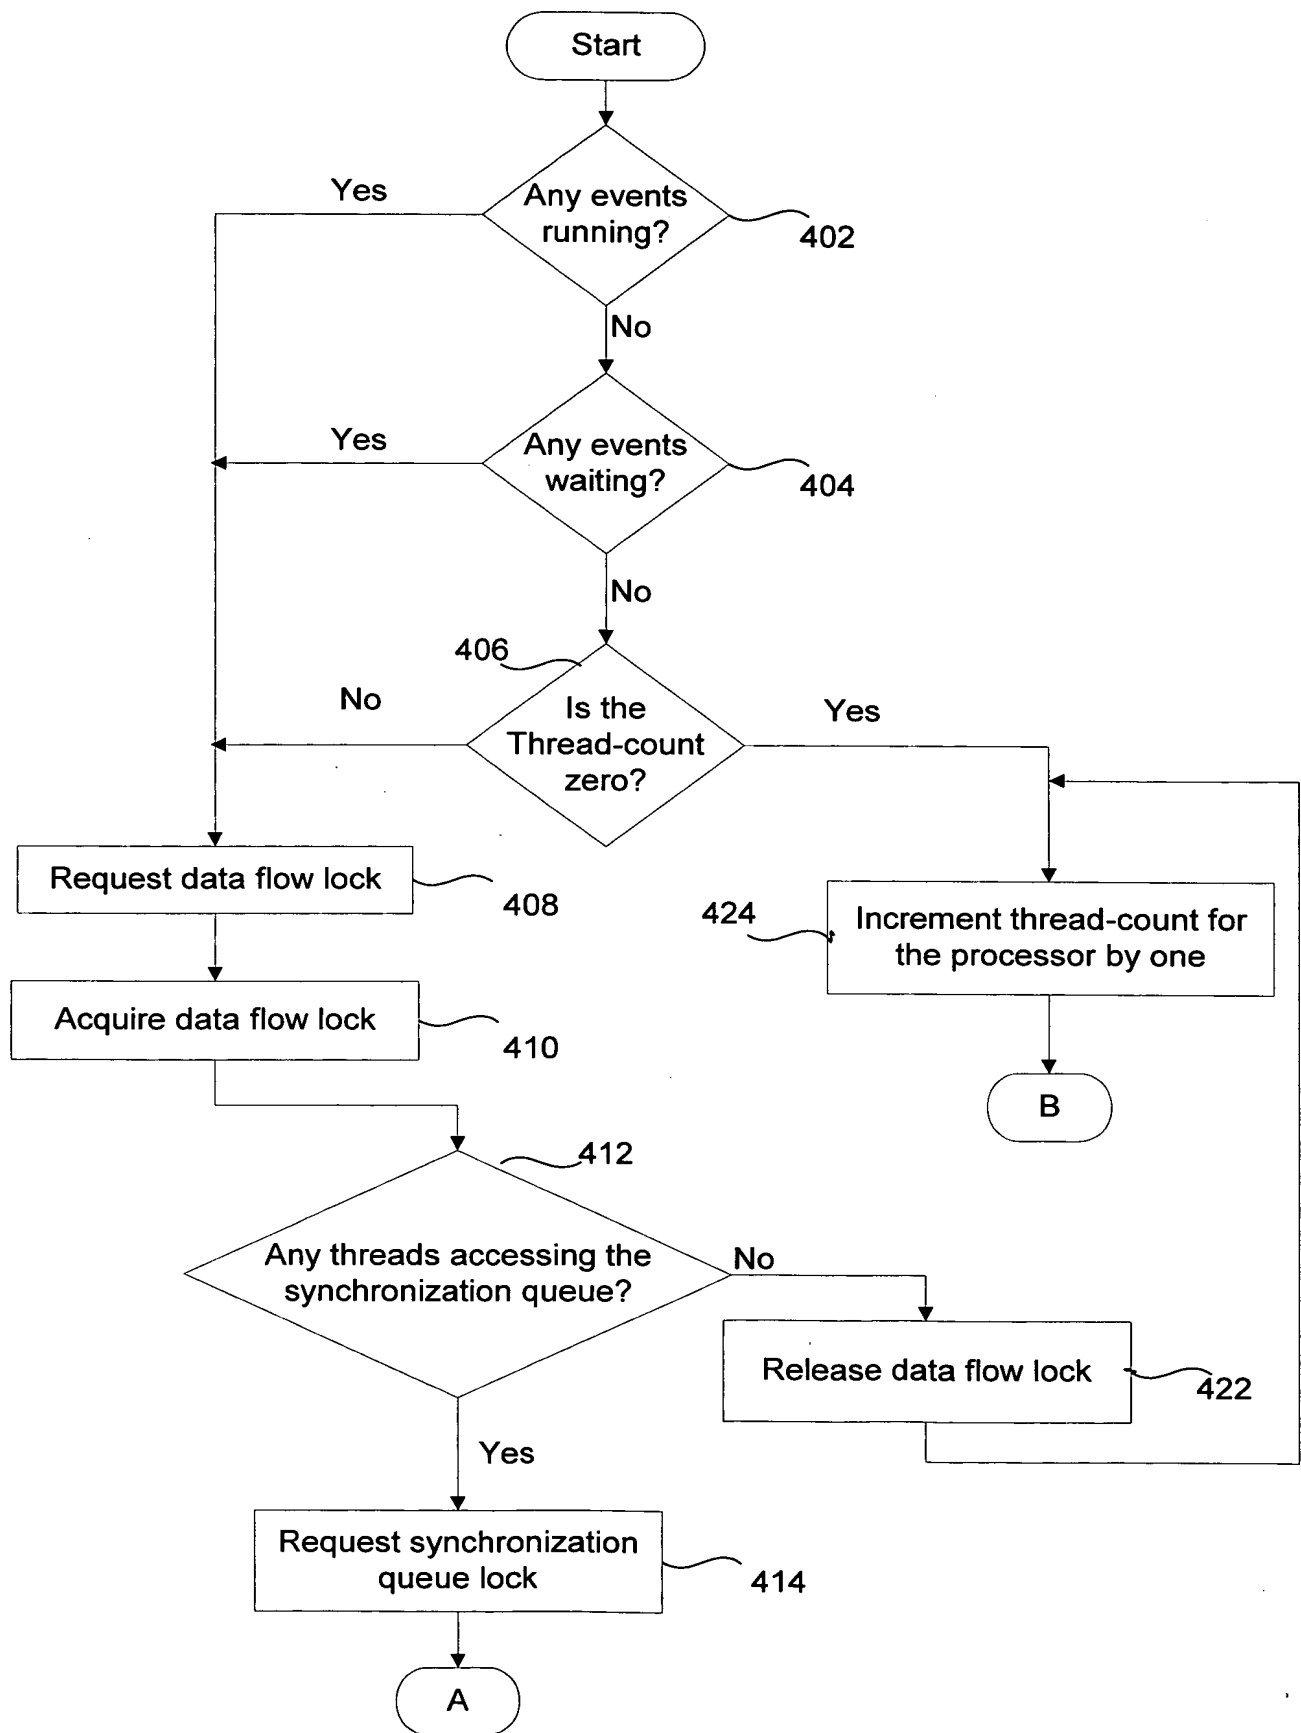 Start
Yes
Any events
running?
402
No
Yes
Any events
waiting?
404
No
406
No
Is the
Thread-count
zero?
Yes
Request data flow lock
408
424
Increment thread-count for
the processor by one
Acquire data flow lock
410
B
412
Any threads accessing the
synchronization queue?
No
Release data flow lock
422
Yes
Request synchronization
queue lock
414
A